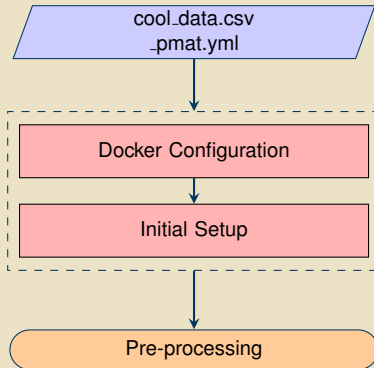 cool_data.csv
_pmat.yml
Docker Configuration
Initial Setup
Pre-processing